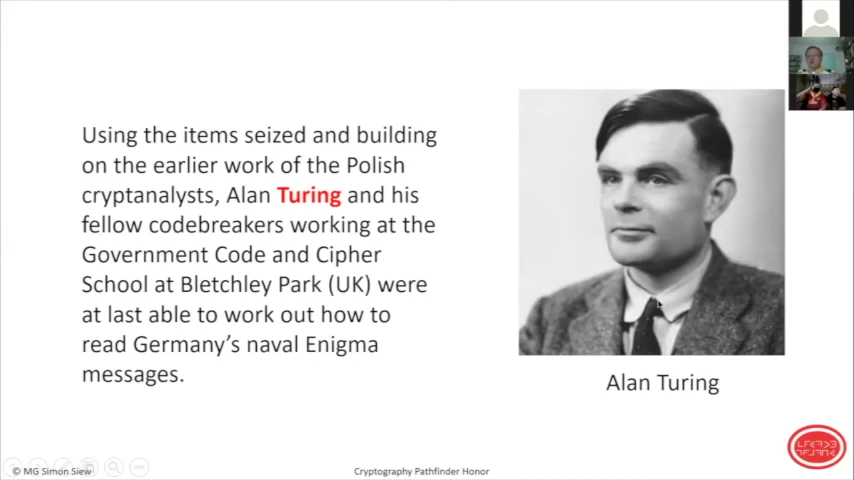 Using the items seized and building
on the earlier work of the Polish
cryptanalysts, Alan Turing and his
fellow codebreakers working at the
Government Code and Cipher
School at Bletchley Park (UK) were
at last able to work out how to
read Germany's naval Enigma
messages.
Alan Turing
© MG Simon Siew
Cryptography Pathfinder Honor